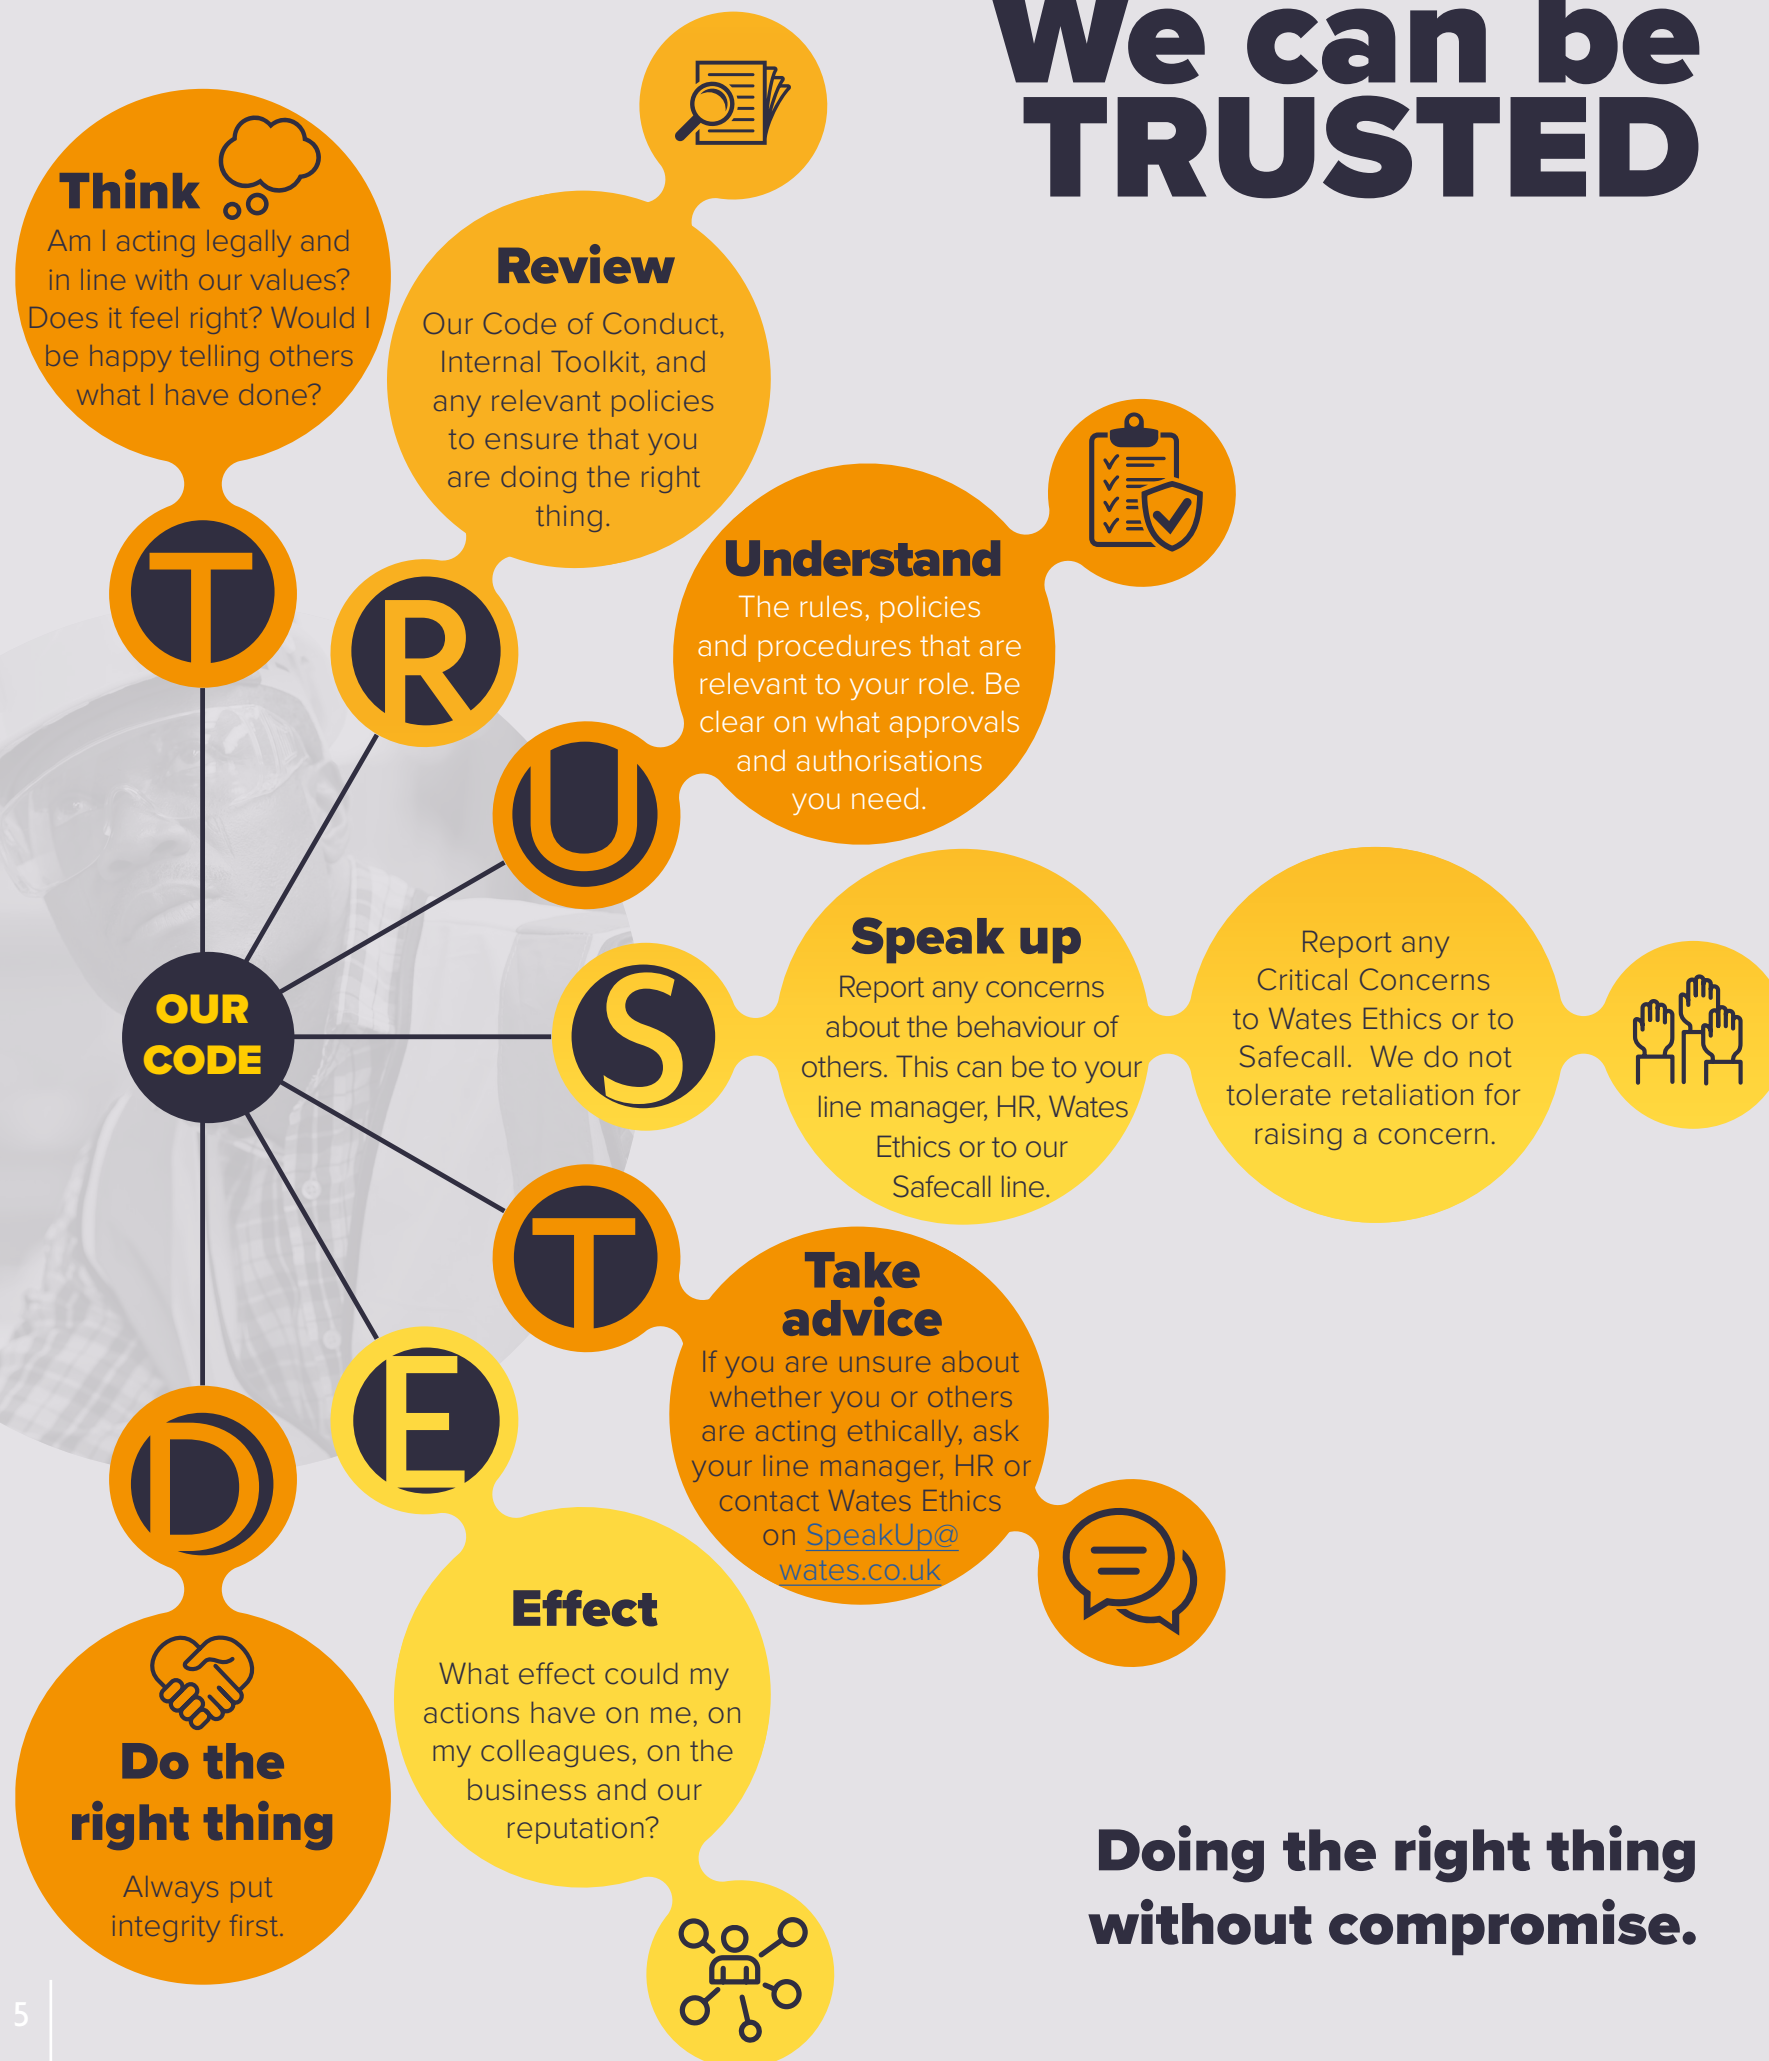 We can be
TRUSTED
Think
Am I acting legally and
in line with our values?
Does it feel right? Would I
be happy telling others
what I have done?
T
Review
Our Code of Conduct,
Internal Toolkit, and
any relevant policies
to ensure that you
are doing the right
thing.
R
Understand
The rules, policies
and procedures that are
relevant to your role. Be
clear on what approvals
and authorisations
you need.
U
OUR
CODE
S
Speak up
Report any concerns
about the behaviour of
others. This can be to your
line manager, HR, Wates
Ethics or to our
Safecall line.
Report any
Critical Concerns
to Wates Ethics or to
Safecall.  We do not
tolerate retaliation for
raising a concern.
T
Take
advice
If you are unsure about
whether you or others
are acting ethically, ask
your line manager, HR or
contact Wates Ethics
on SpeakUp@
wates.co.uk
E
Effect
What effect could my
actions have on me, on
my colleagues, on the
business and our
reputation?
D
Do the
right thing
Always put
integrity first.
Doing the right thing
without compromise.
5